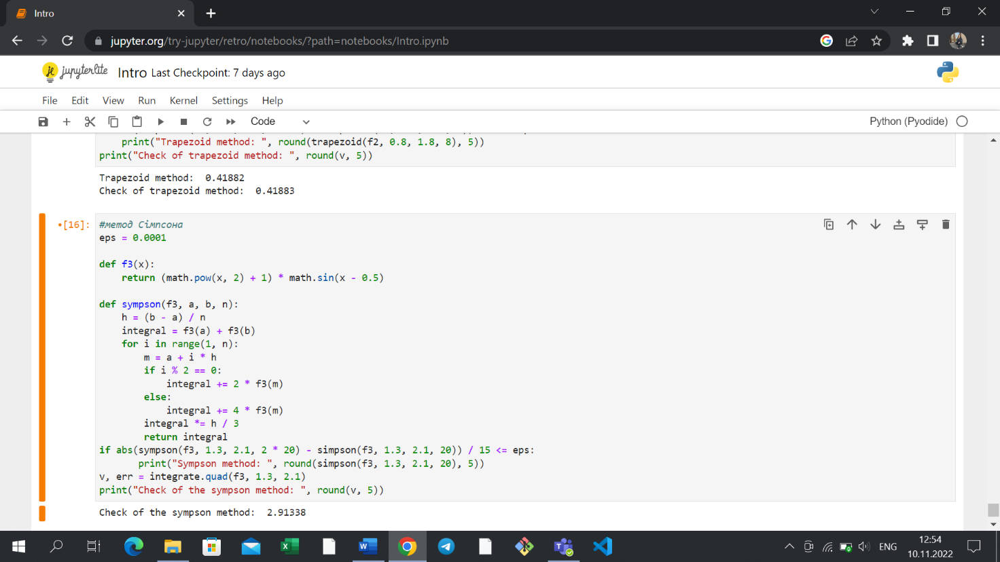 Intro
jupyter.org/try-jupyter/retro/notebooks/?path=notebooks/Intro.ipynb
jupyterlite Intro Last Checkpoint: 7 days ago
File Edit View Run Kernel Settings Help
Code Python (Pyodide)
print("Trapezoid method: ", round(trapezoid(f2, 0.8, 1.8, 8), 5))
print("Check of trapezoid method: ", round(v, 5))
Trapezoid method:  0.41882
Check of trapezoid method:  0.41883
•[16]: #метод Сімпсона
eps = 0.0001
def f3(x):
return (math.pow(x, 2) + 1) * math.sin(x - 0.5)
def sympson(f3, a, b, n):
h = (b - a) / n
integral = f3(a) + f3(b)
for i in range(1, n):
m = a + i * h
if i % 2 == 0:
integral += 2 * f3(m)
else:
integral += 4 * f3(m)
integral *= h / 3
return integral
if abs(sympson(f3, 1.3, 2.1, 2 * 20) - simpson(f3, 1.3, 2.1, 20)) / 15 <= eps:
print("Sympson method: ", round(simpson(f3, 1.3, 2.1, 20), 5))
v, err = integrate.quad(f3, 1.3, 2.1)
print("Check of the sympson method: ", round(v, 5))
Check of the sympson method:  2.91338
ENG
12:54
10.11.2022